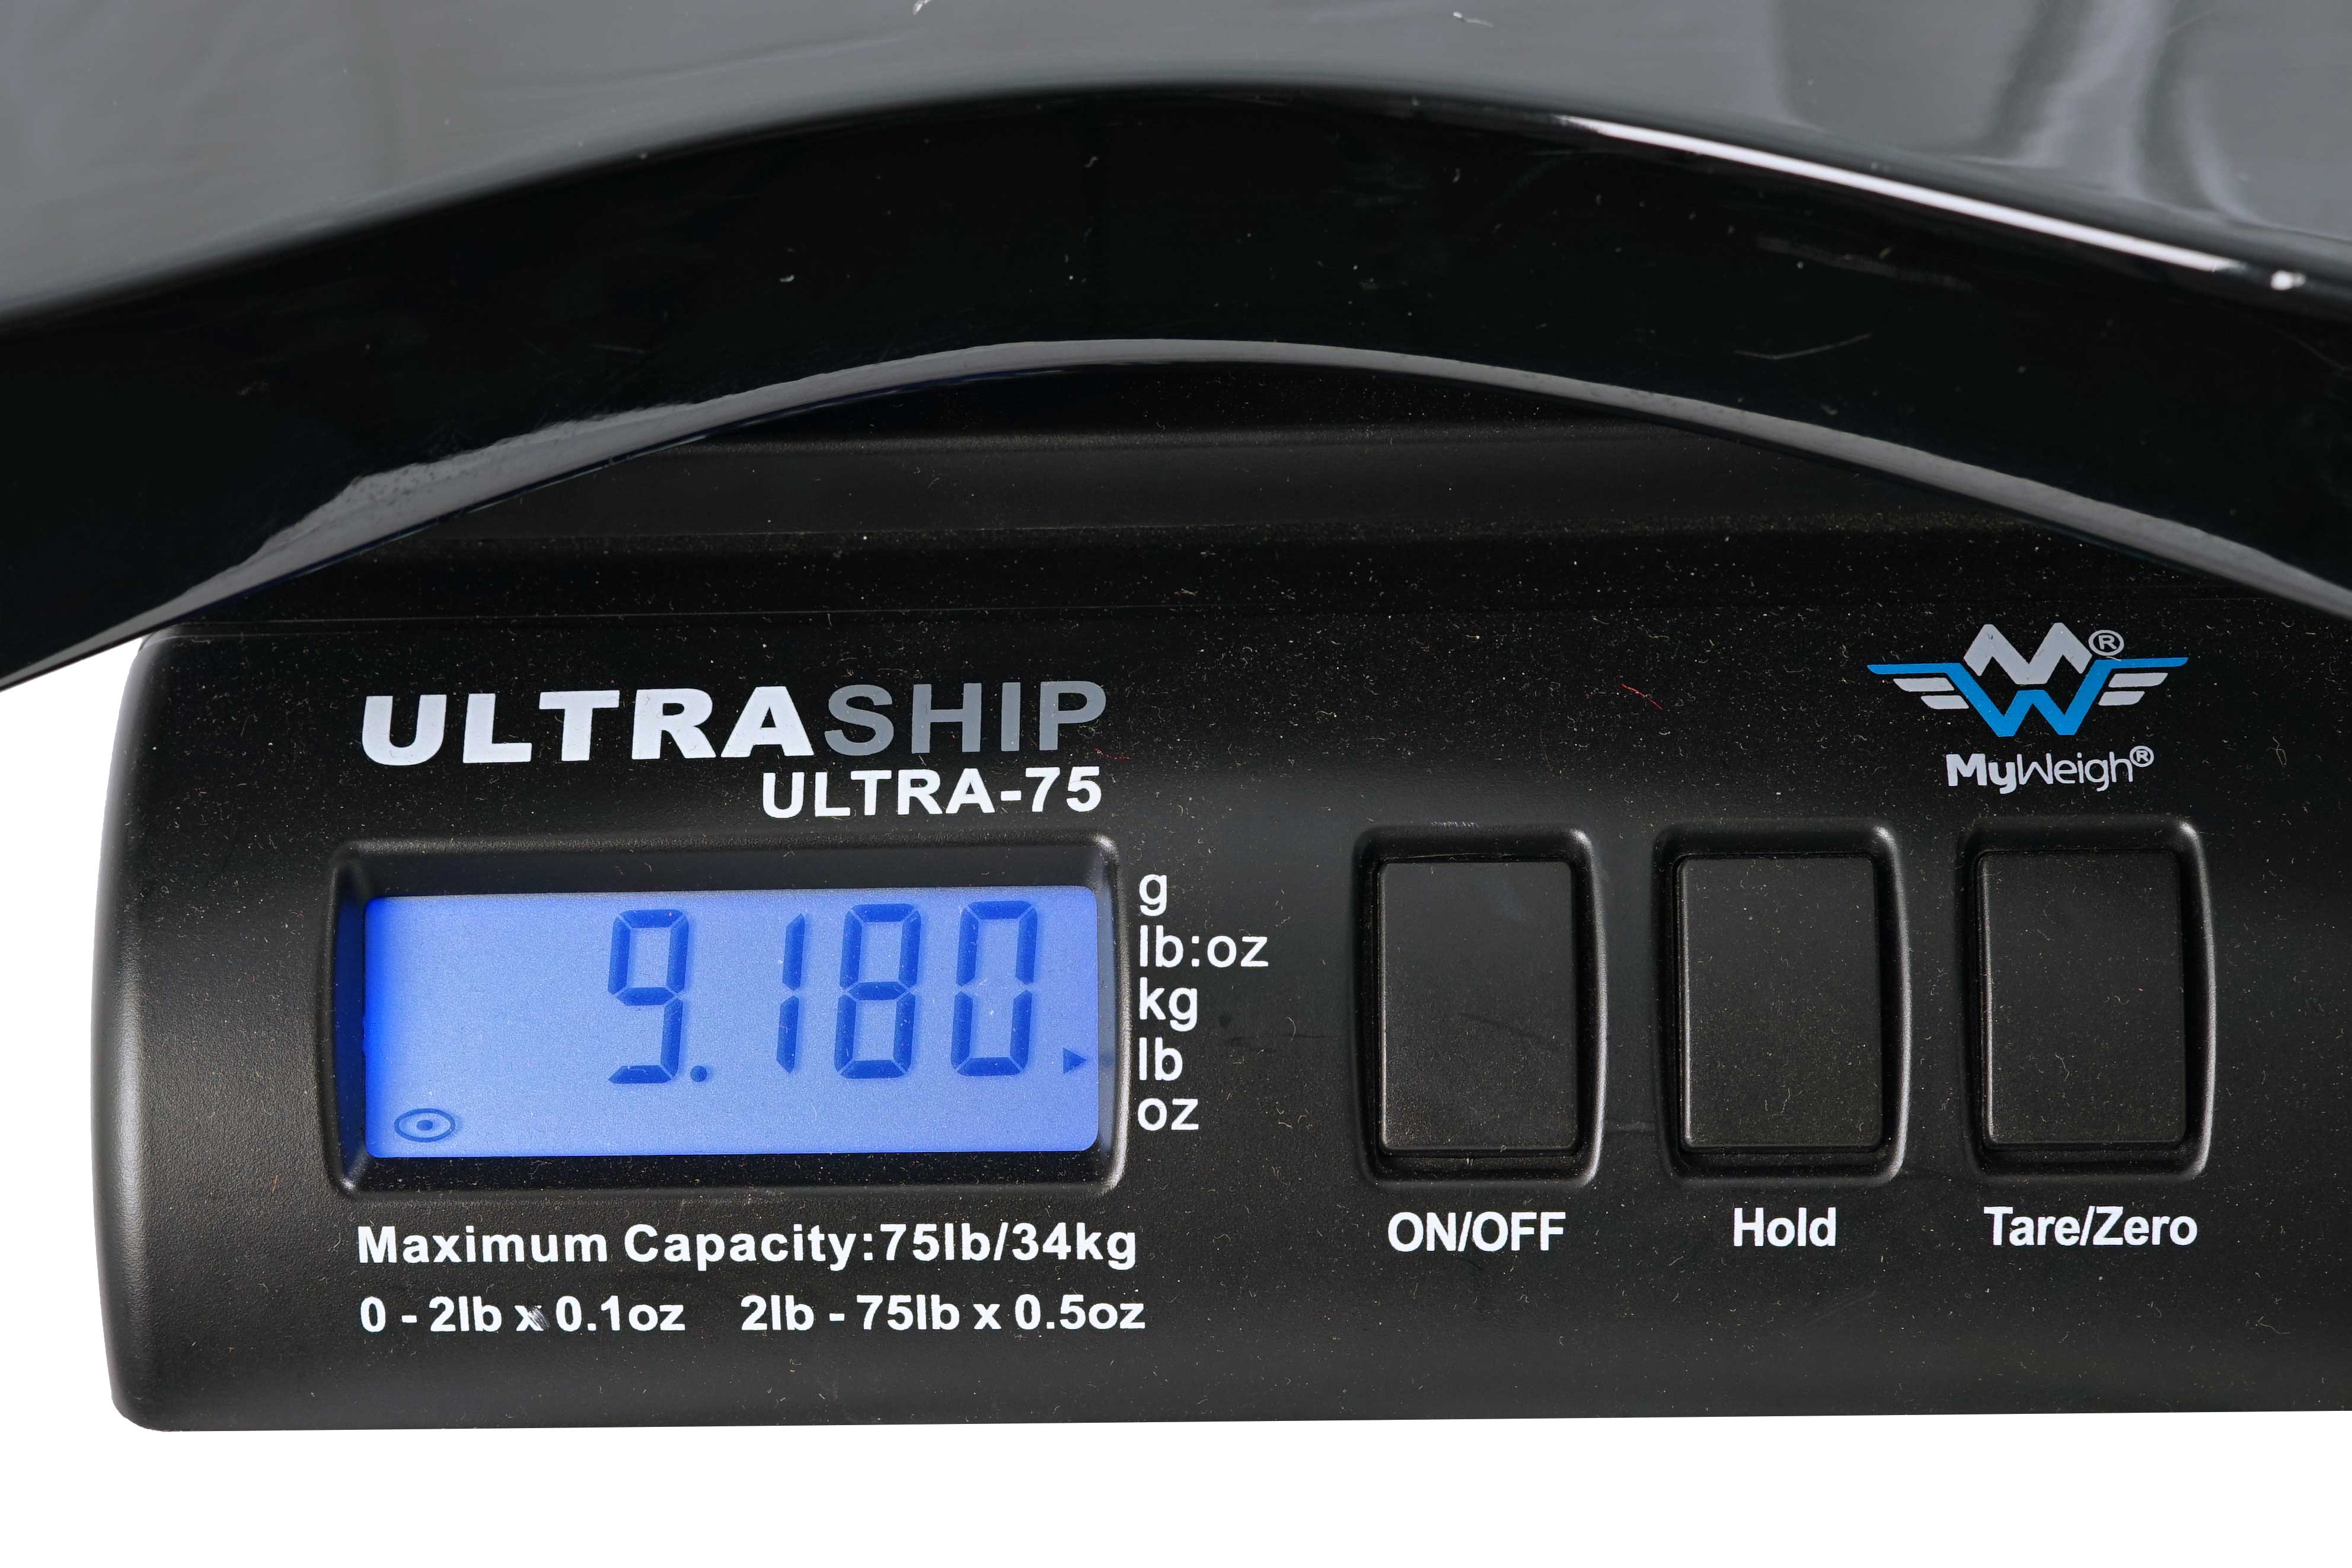 ULTRASHIP
ULTRA-75
MW®
MyWeigh®
9.180
g
lb:oz
kg
lb
oz
Maximum Capacity:75lb/34kg
0 - 2lb x 0.1oz 2lb - 75lb x 0.5oz
ON/OFF
Hold
Tare/Zero